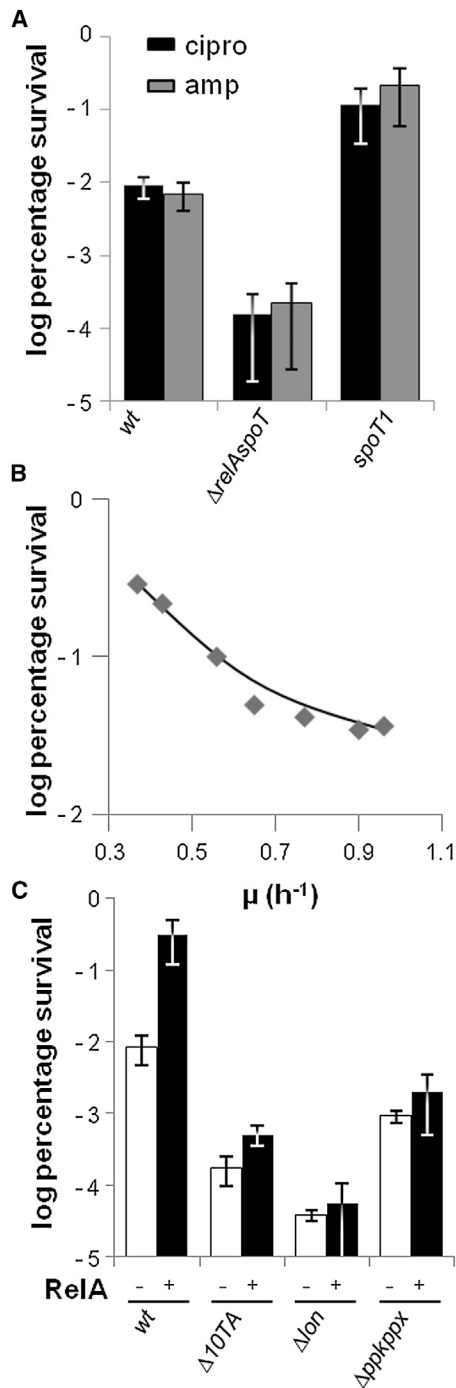 A
log percentage survival
0
-1
-2
-3
-4
-5
cipro
amp
wt
ΔrelAspoT
spoT1
B
log percentage survival
0
-1
-2
0.3 0.5 0.7 0.9 1.1
μ (h-1)
C
log percentage survival
0
-1
-2
-3
-4
-5
RelA - + - + - + - +
wt
Δ10TA
Δlon
Δppkppx